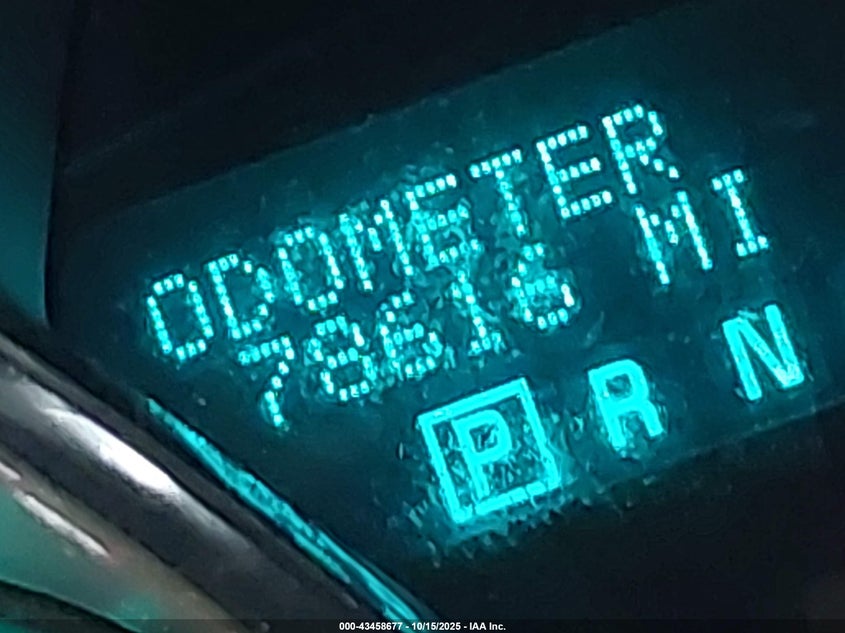 ODOMETER
78616 MI
P R N
000-43458677 - 10/15/2025 - IAA Inc.